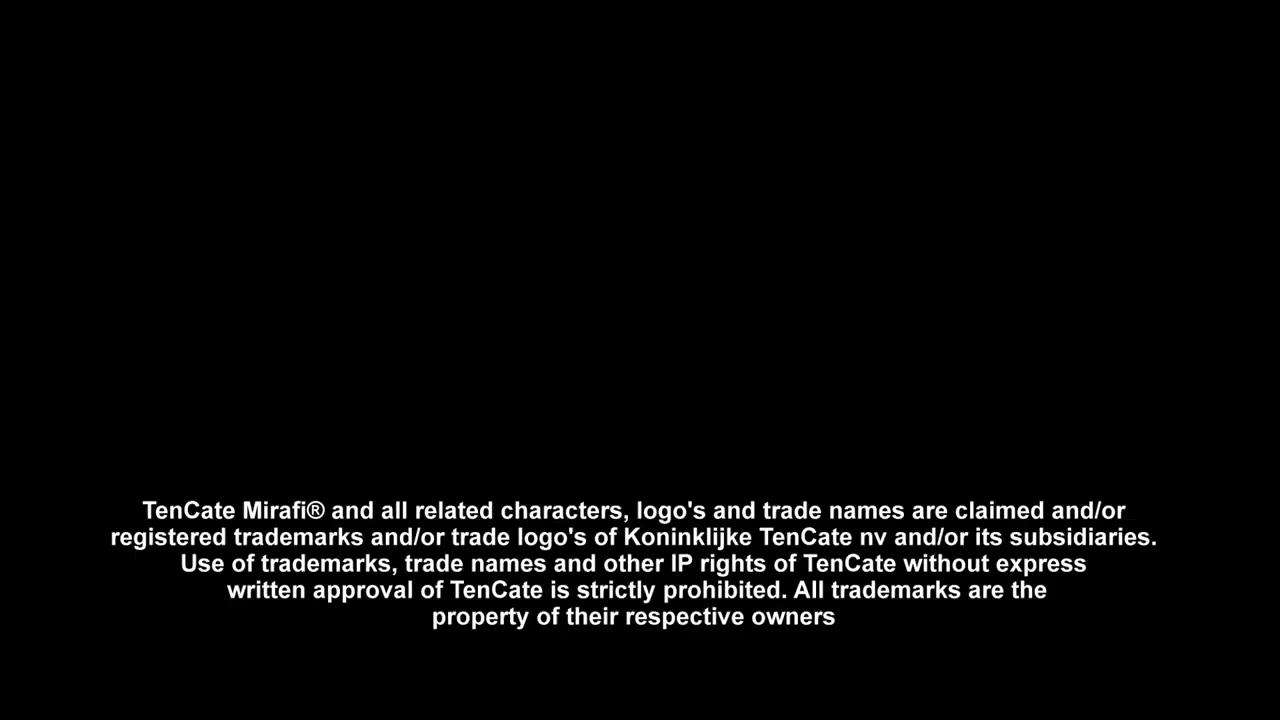 TenCate Mirafi® and all related characters, logo's and trade names are claimed and/or
registered trademarks and/or trade logo's of Koninklijke TenCate nv and/or its subsidiaries.
Use of trademarks, trade names and other IP rights of TenCate without express
written approval of TenCate is strictly prohibited. All trademarks are the
property of their respective owners